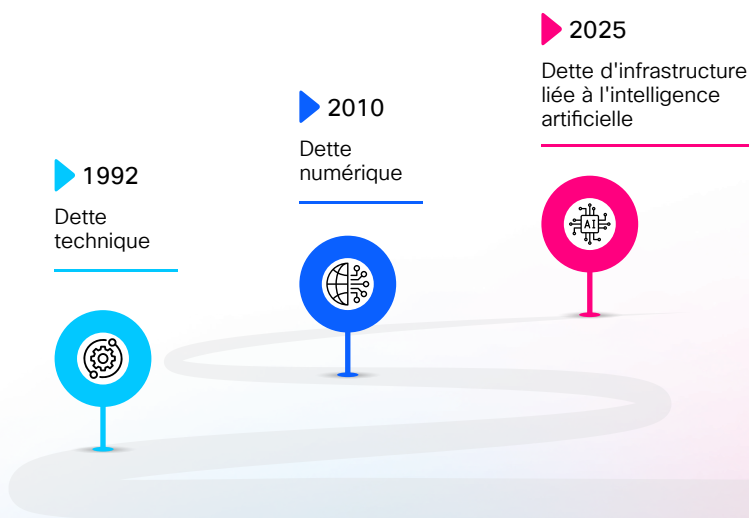 1992
Dette
technique
2010
Dette
numérique
2025
Dette d'infrastructure
liée à l'intelligence
artificielle
AI